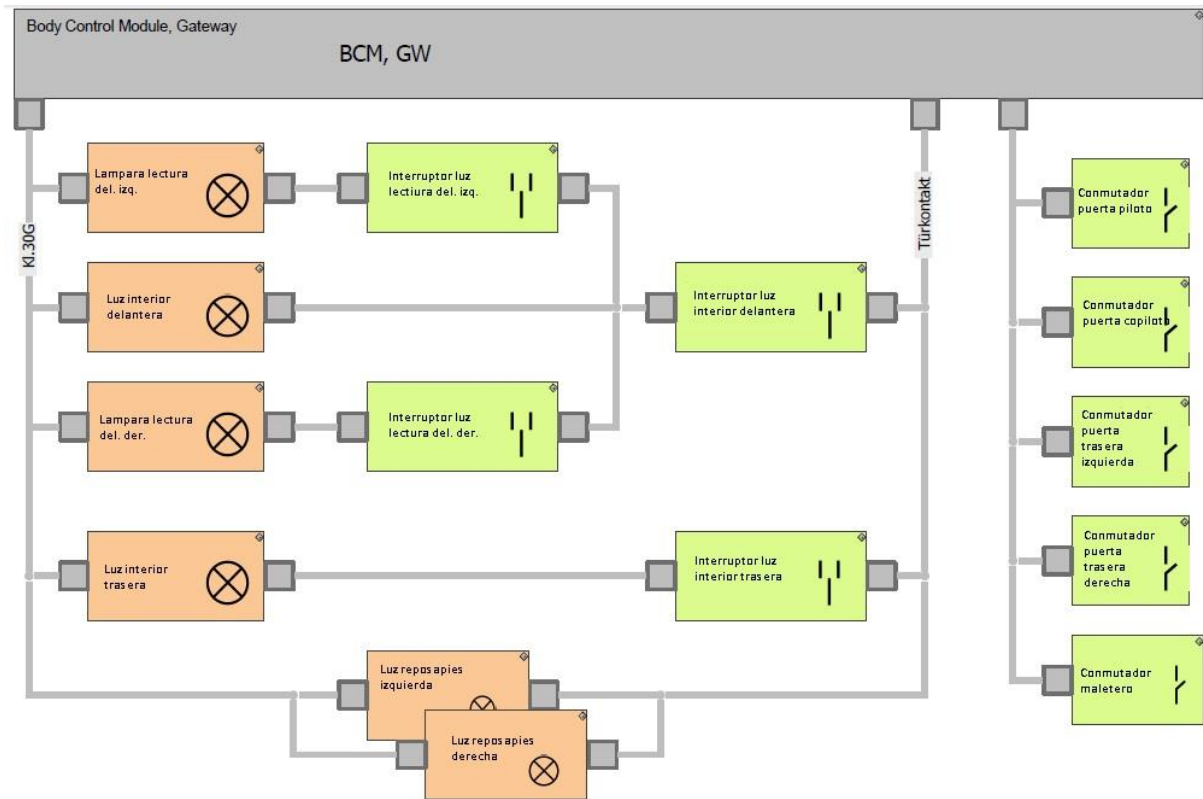 Body Control Module, Gateway
BCM, GW
Kl.30G
Türkontakt
Lampara lectura
del. izq.
Interruptor luz
lectiura del. izq.
Conmutador
puerta piloto
Luz interior
delantera
Interruptor luz
interior delantera
Conmutador
puerta copiloto
Lampara lectura
del. der.
Interruptor luz
lectura del. der.
Conmutador
puerta
trasera
izquierda
Luz interior
trasera
Interruptor luz
interior trasera
Conmutador
puerta
trasera
derecha
Luz reposapies
izquierda
Conmutador
maletero
Luz reposapies
derecha